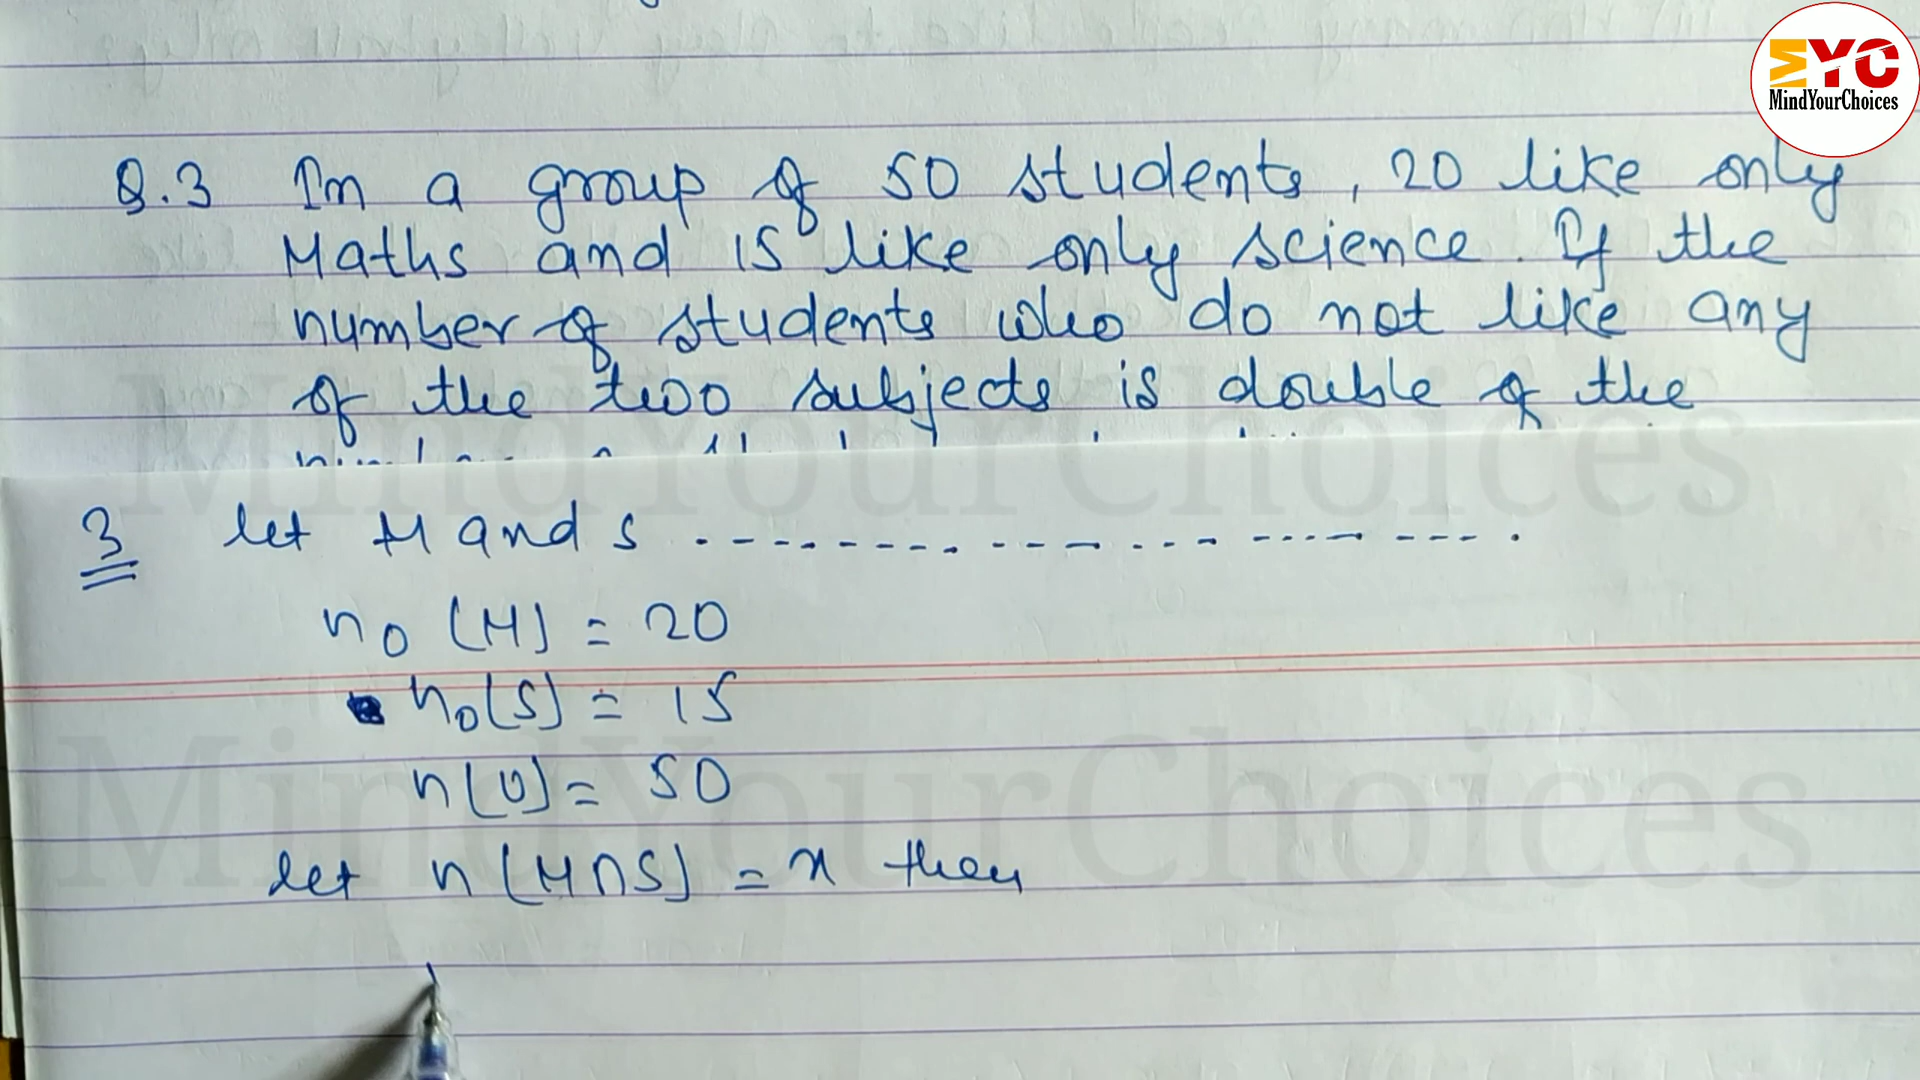 MYC
MindYourChoices
Q.3 In a group of 50 students, 20 like only
Maths and 15 like only science. If the
number of students who do not like any
of the two subjects is double of the
3 let M and S ..................
n₀ (M) = 20
n₀(S) = 15
n(U) = 50
let n(M∩S) = x then
MindYourChoices
MindYourChoices